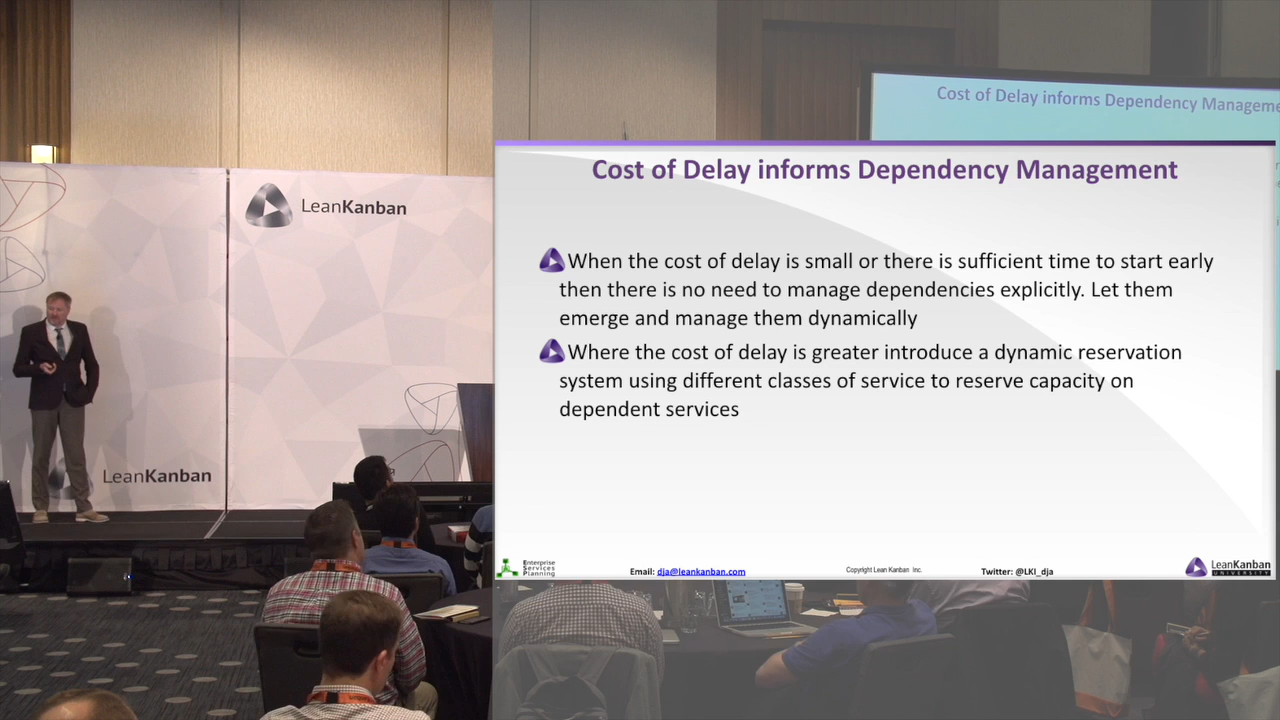 Cost of Delay informs Dependency Manageme
LeanKanban
LeanKanban
Cost of Delay informs Dependency Management
When the cost of delay is small or there is sufficient time to start early
then there is no need to manage dependencies explicitly. Let them
emerge and manage them dynamically
Where the cost of delay is greater introduce a dynamic reservation
system using different classes of service to reserve capacity on
dependent services
Enterprise
Services
Planning
Email: dja@leankanban.com
Copyright Lean Kanban Inc.
Twitter: @LKI_dja
LeanKanban
UNIVERSITY